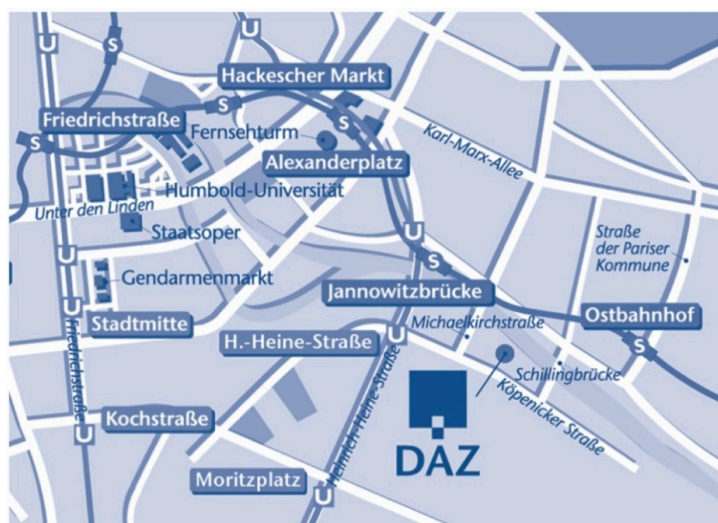 U
U
S
Hackescher Markt
S
Friedrichstraße
S
S
Fernsehturm
Karl-Marx-Allee
Alexanderplatz
Humbold-Universität
Unter den Linden
Staatsoper
U
U
S
Straße
der Pariser
Kommune
Gendarmenmarkt
Jannowitzbrücke
U
Stadtmitte
Michaelkirchstraße
Ostbahnhof
H.-Heine-Straße
U
S
Friedrichstraße
Schillingbrücke
Heinrich-Heine-Straße
Köpenicker Straße
Kochstraße
U
DAZ
Moritzplatz
U